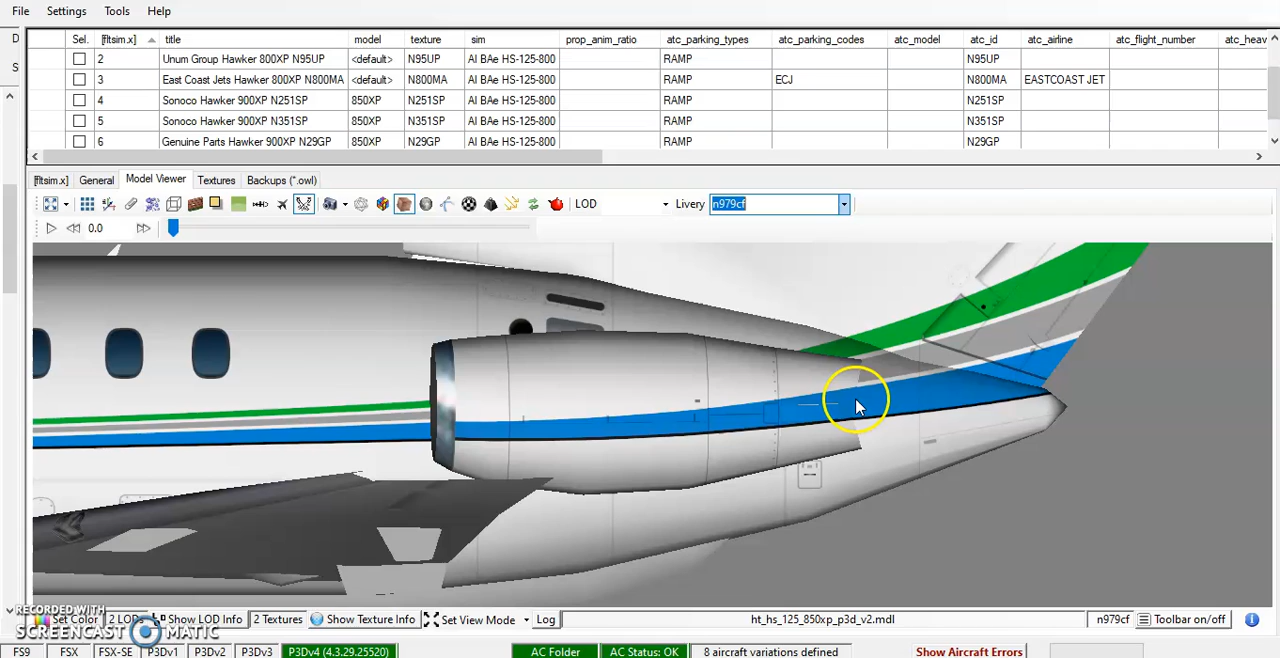 File Settings Tools Help
D
S
Sel. [fltsim.x] title model texture sim prop_anim_ratio atc_parking_types atc_parking_codes atc_model atc_id atc_airline atc_flight_number atc_heav
2 Unum Group Hawker 800XP N95UP <default> N95UP AI BAe HS-125-800 RAMP N95UP
3 East Coast Jets Hawker 800XP N800MA <default> N800MA AI BAe HS-125-800 RAMP ECJ N800MA EASTCOAST JET
4 Sonoco Hawker 900XP N251SP 850XP N251SP AI BAe HS-125-800 RAMP N251SP
5 Sonoco Hawker 900XP N351SP 850XP N351SP AI BAe HS-125-800 RAMP N351SP
6 Genuine Parts Hawker 900XP N29GP 850XP N29GP AI BAe HS-125-800 RAMP N29GP
[fltsim.x] General Model Viewer Textures Backups (*.owl)
LOD Livery n979cf
0.0
RECORDED WITH
Set Color 2 LODs Show LOD Info 2 Textures Show Texture Info Set View Mode Log ht_hs_125_850xp_p3d_v2.mdl n979cf Toolbar on/off
SCREENCAST MATIC
FS9 FSX FSX-SE P3Dv1 P3Dv2 P3Dv3 P3Dv4 (4.3.29.25520) AC Folder AC Status: OK 8 aircraft variations defined Show Aircraft Errors